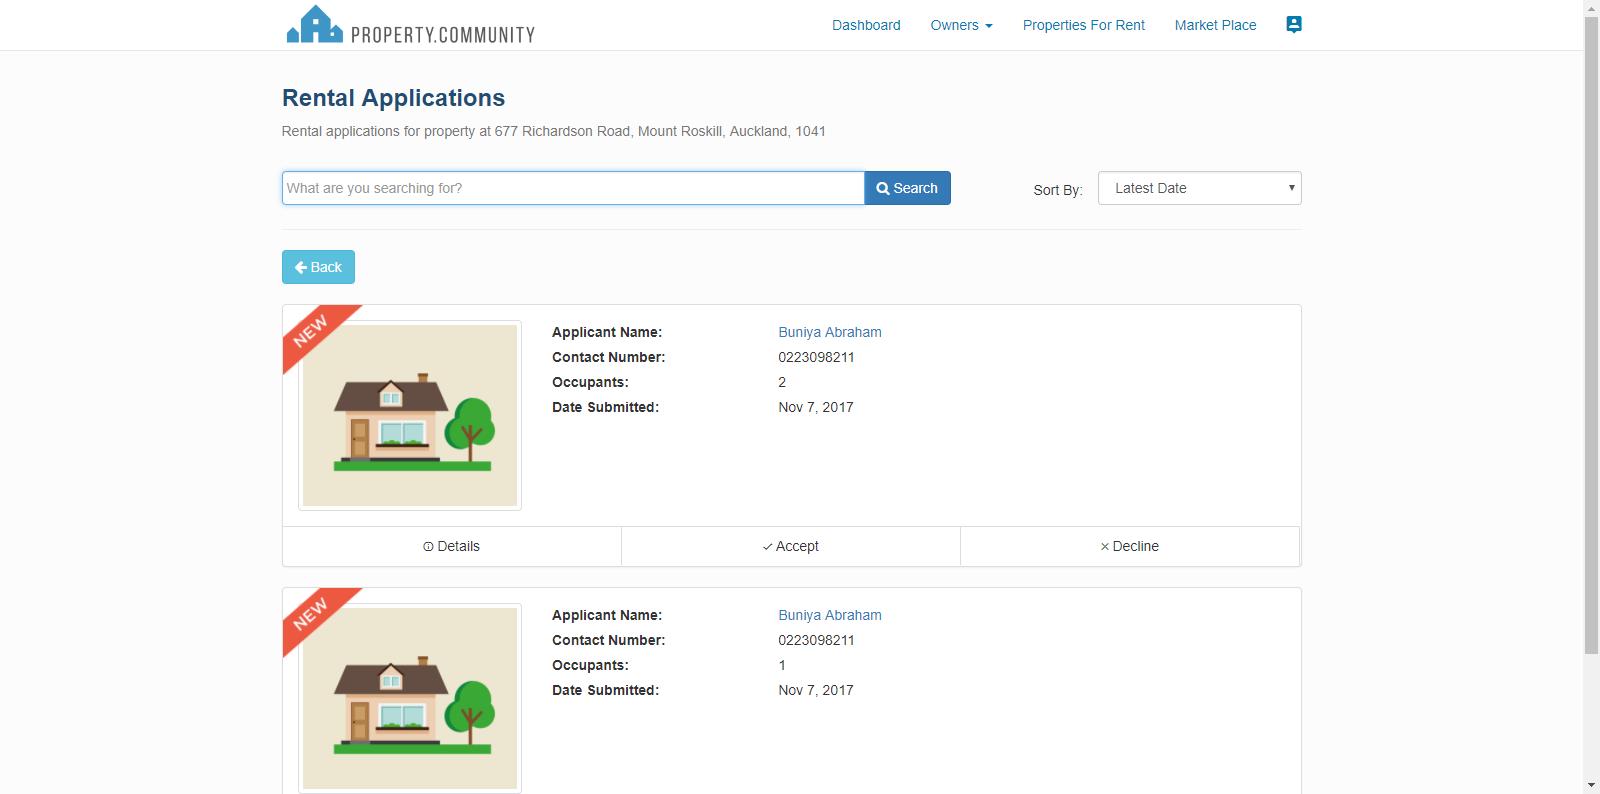 PROPERTY.COMMUNITY
Dashboard Owners Properties For Rent Market Place
Rental Applications
Rental applications for property at 677 Richardson Road, Mount Roskill, Auckland, 1041
What are you searching for? Search Sort By: Latest Date
Back
NEW
Applicant Name: Buniya Abraham
Contact Number: 0223098211
Occupants: 2
Date Submitted: Nov 7, 2017
Details Accept Decline
NEW
Applicant Name: Buniya Abraham
Contact Number: 0223098211
Occupants: 1
Date Submitted: Nov 7, 2017